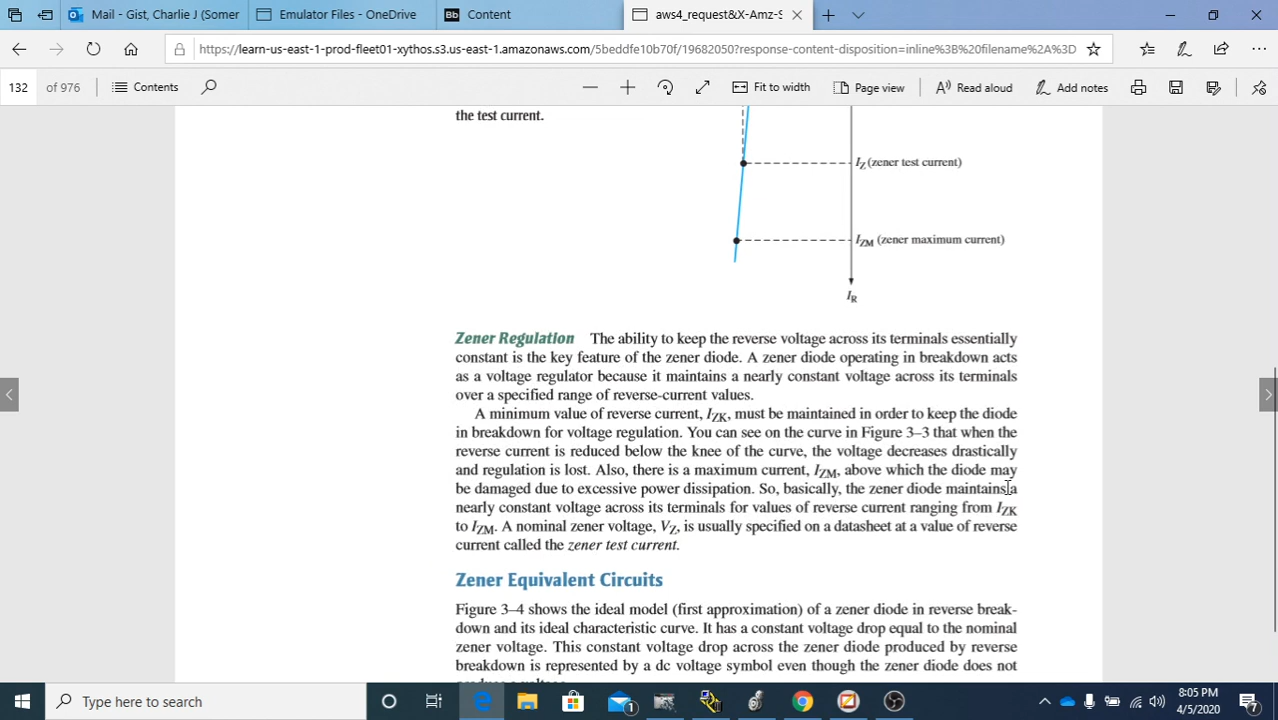 Mail - Gist, Charlie J (Somer
Emulator Files - OneDrive
Bb Content
aws4_request&X-Amz-S
https://learn-us-east-1-prod-fleet01-xythos.s3.us-east-1.amazonaws.com/5beddfe10b70f/19682050?response-content-disposition=inline%3B%20filename%2A%3D
132 of 976
Contents
Fit to width
Page view
Read aloud
Add notes
the test current.
IZ (zener test current)
IZM (zener maximum current)
IR
Zener Regulation The ability to keep the reverse voltage across its terminals essentially
constant is the key feature of the zener diode. A zener diode operating in breakdown acts
as a voltage regulator because it maintains a nearly constant voltage across its terminals
over a specified range of reverse-current values.
A minimum value of reverse current, IZK, must be maintained in order to keep the diode
in breakdown for voltage regulation. You can see on the curve in Figure 3–3 that when the
reverse current is reduced below the knee of the curve, the voltage decreases drastically
and regulation is lost. Also, there is a maximum current, IZM, above which the diode may
be damaged due to excessive power dissipation. So, basically, the zener diode maintains a
nearly constant voltage across its terminals for values of reverse current ranging from IZK
to IZM. A nominal zener voltage, VZ, is usually specified on a datasheet at a value of reverse
current called the zener test current.
Zener Equivalent Circuits
Figure 3–4 shows the ideal model (first approximation) of a zener diode in reverse break-
down and its ideal characteristic curve. It has a constant voltage drop equal to the nominal
zener voltage. This constant voltage drop across the zener diode produced by reverse
breakdown is represented by a dc voltage symbol even though the zener diode does not
Type here to search
1
8:05 PM
4/5/2020
7